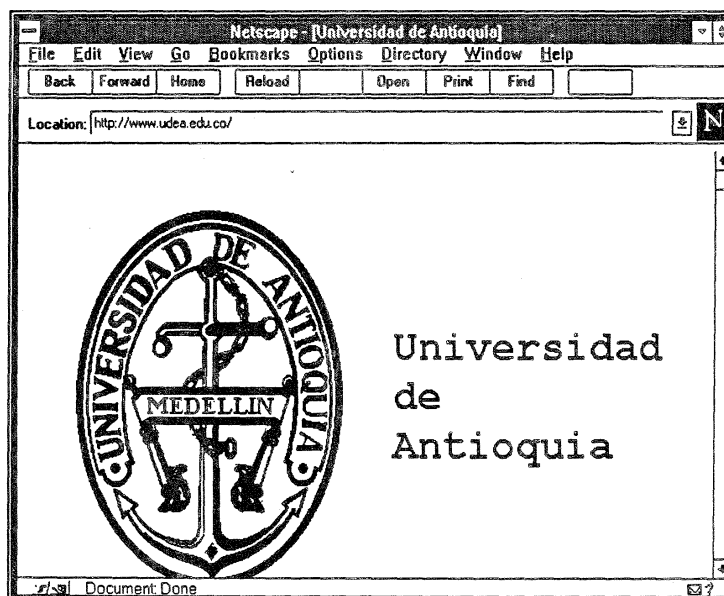 Netscape - [Universidad de Antioquia]
File Edit View Go Bookmarks Options Directory Window Help
Back Forward Home Reload Open Print Find
Location: http://www.udea.edu.co/
N
UNIVERSIDAD DE ANTIOQUIA
MEDELLIN
Universidad
de
Antioquia
Document: Done
?